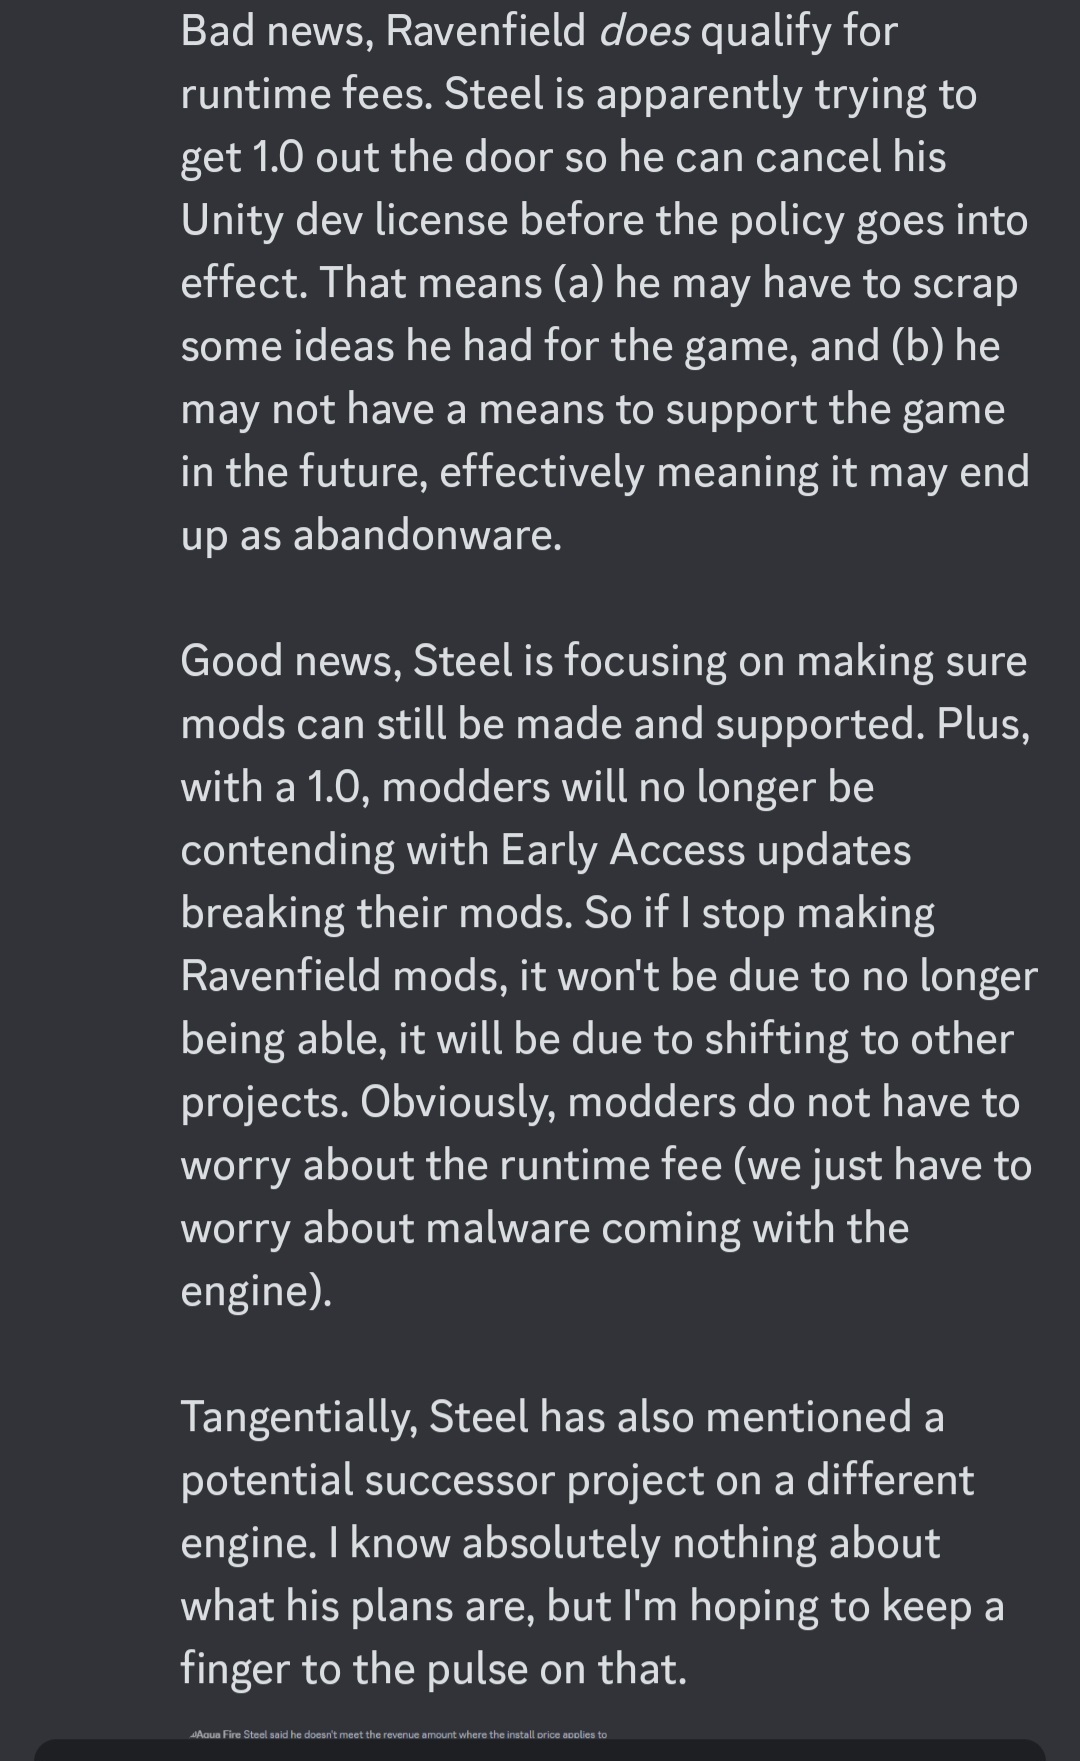 Bad news, Ravenfield does qualify for
runtime fees. Steel is apparently trying to
get 1.0 out the door so he can cancel his
Unity dev license before the policy goes into
effect. That means (a) he may have to scrap
some ideas he had for the game, and (b) he
may not have a means to support the game
in the future, effectively meaning it may end
up as abandonware.
Good news, Steel is focusing on making sure
mods can still be made and supported. Plus,
with a 1.0, modders will no longer be
contending with Early Access updates
breaking their mods. So if I stop making
Ravenfield mods, it won't be due to no longer
being able, it will be due to shifting to other
projects. Obviously, modders do not have to
worry about the runtime fee (we just have to
worry about malware coming with the
engine).
Tangentially, Steel has also mentioned a
potential successor project on a different
engine. I know absolutely nothing about
what his plans are, but I'm hoping to keep a
finger to the pulse on that.
Aqua Fire Steel said he doesn't meet the revenue amount where the install price applies to